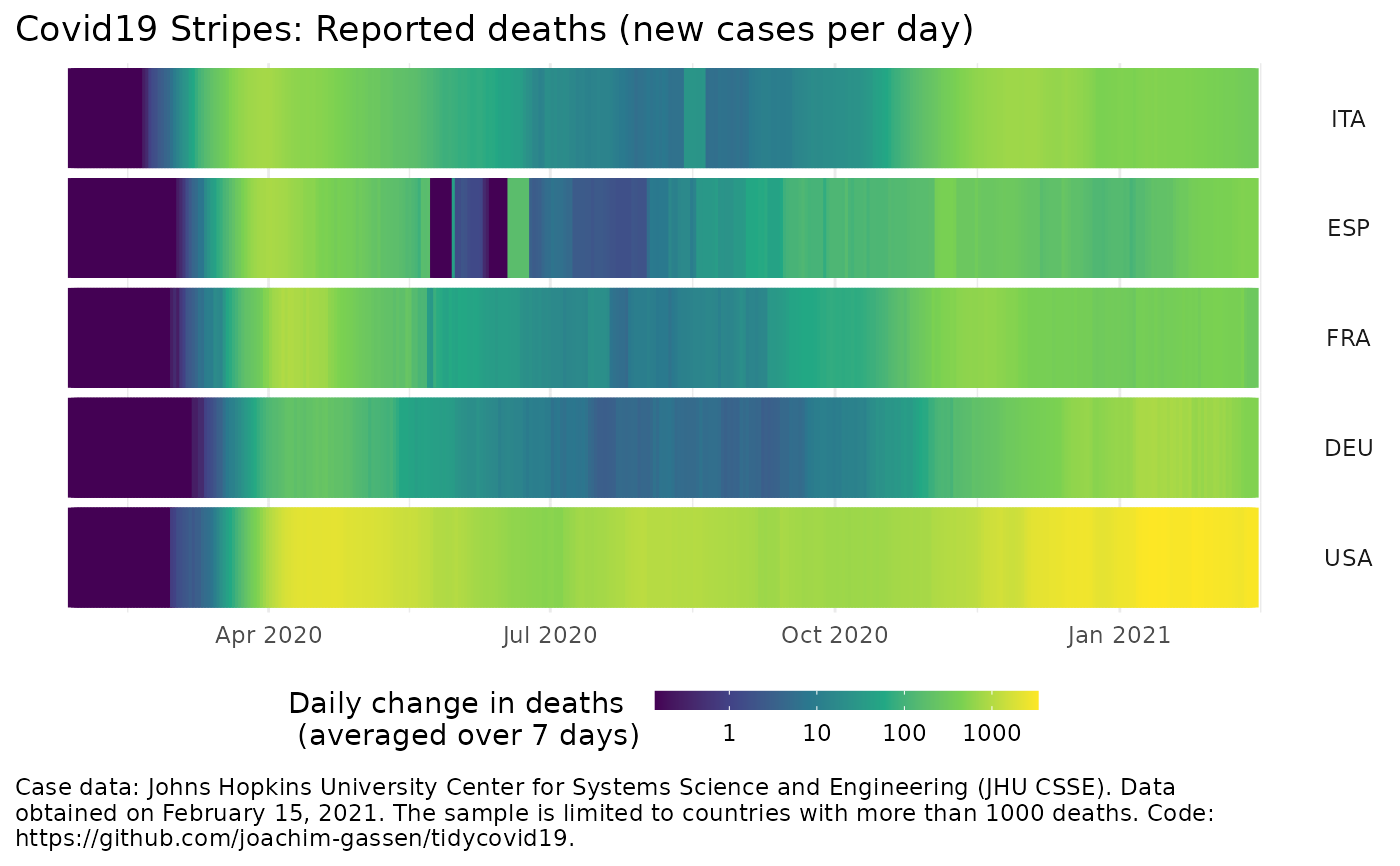 Covid19 Stripes: Reported deaths (new cases per day)
ITA
ESP
FRA
DEU
USA
Apr 2020 Jul 2020 Oct 2020 Jan 2021
Daily change in deaths
(averaged over 7 days)
1 10 100 1000
Case data: Johns Hopkins University Center for Systems Science and Engineering (JHU CSSE). Data
obtained on February 15, 2021. The sample is limited to countries with more than 1000 deaths. Code:
https://github.com/joachim-gassen/tidycovid19.